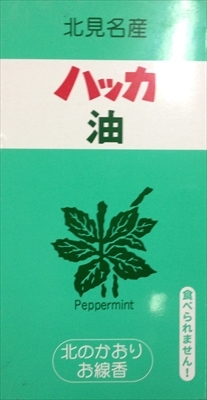 北見名産
ハッカ
油
Peppermint
食べられません!
北のかおり
お線香